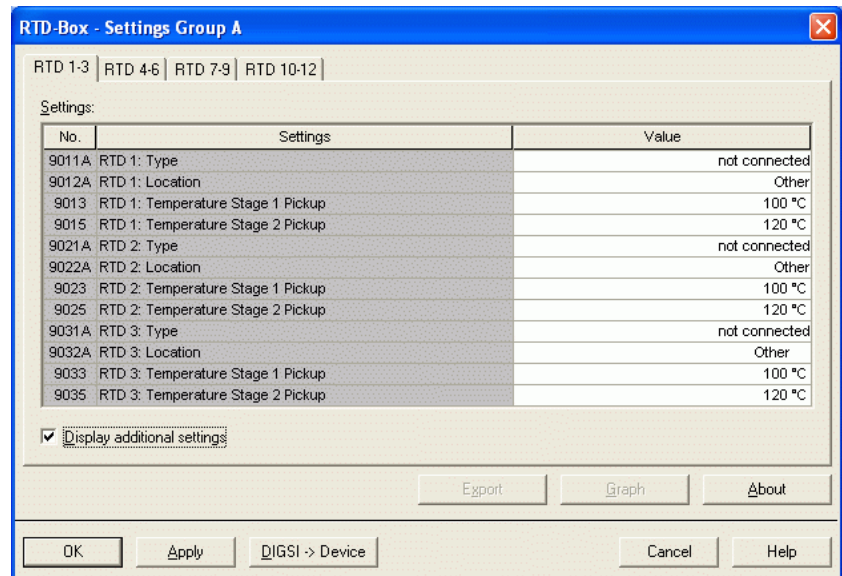 RTD-Box - Settings Group A
RTD 1-3 RTD 4-6 RTD 7-9 RTD 10-12
Settings:
No. Settings Value
9011A RTD 1: Type not connected
9012A RTD 1: Location Other
9013 RTD 1: Temperature Stage 1 Pickup 100 °C
9015 RTD 1: Temperature Stage 2 Pickup 120 °C
9021A RTD 2: Type not connected
9022A RTD 2: Location Other
9023 RTD 2: Temperature Stage 1 Pickup 100 °C
9025 RTD 2: Temperature Stage 2 Pickup 120 °C
9031A RTD 3: Type not connected
9032A RTD 3: Location Other
9033 RTD 3: Temperature Stage 1 Pickup 100 °C
9035 RTD 3: Temperature Stage 2 Pickup 120 °C
Display additional settings
Export Graph About
OK Apply DIGSI -> Device Cancel Help